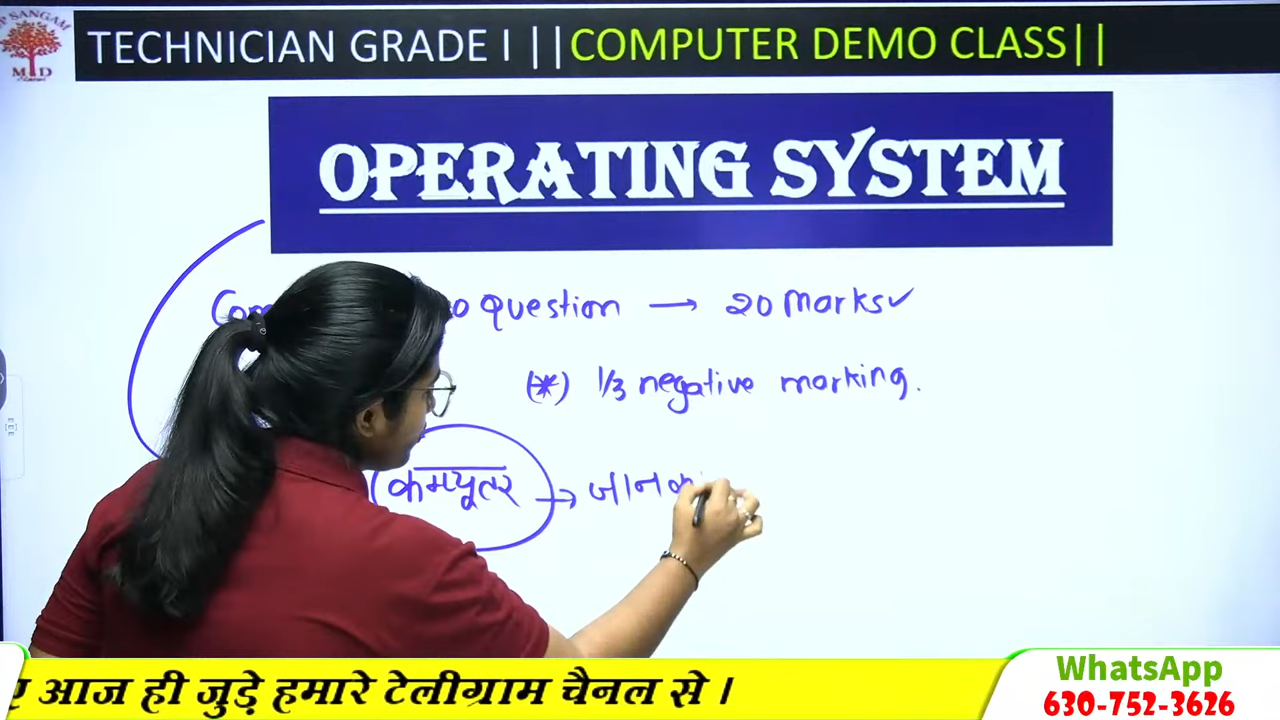 P SANGAM
M D
TECHNICIAN GRADE I ||COMPUTER DEMO CLASS||
OPERATING SYSTEM
question → 20 Marks✓
(*) 1/3 negative marking.
कम्प्यूटर → जान
आज ही जुड़े हमारे टेलीग्राम चैनल से ।
WhatsApp
630-752-3626